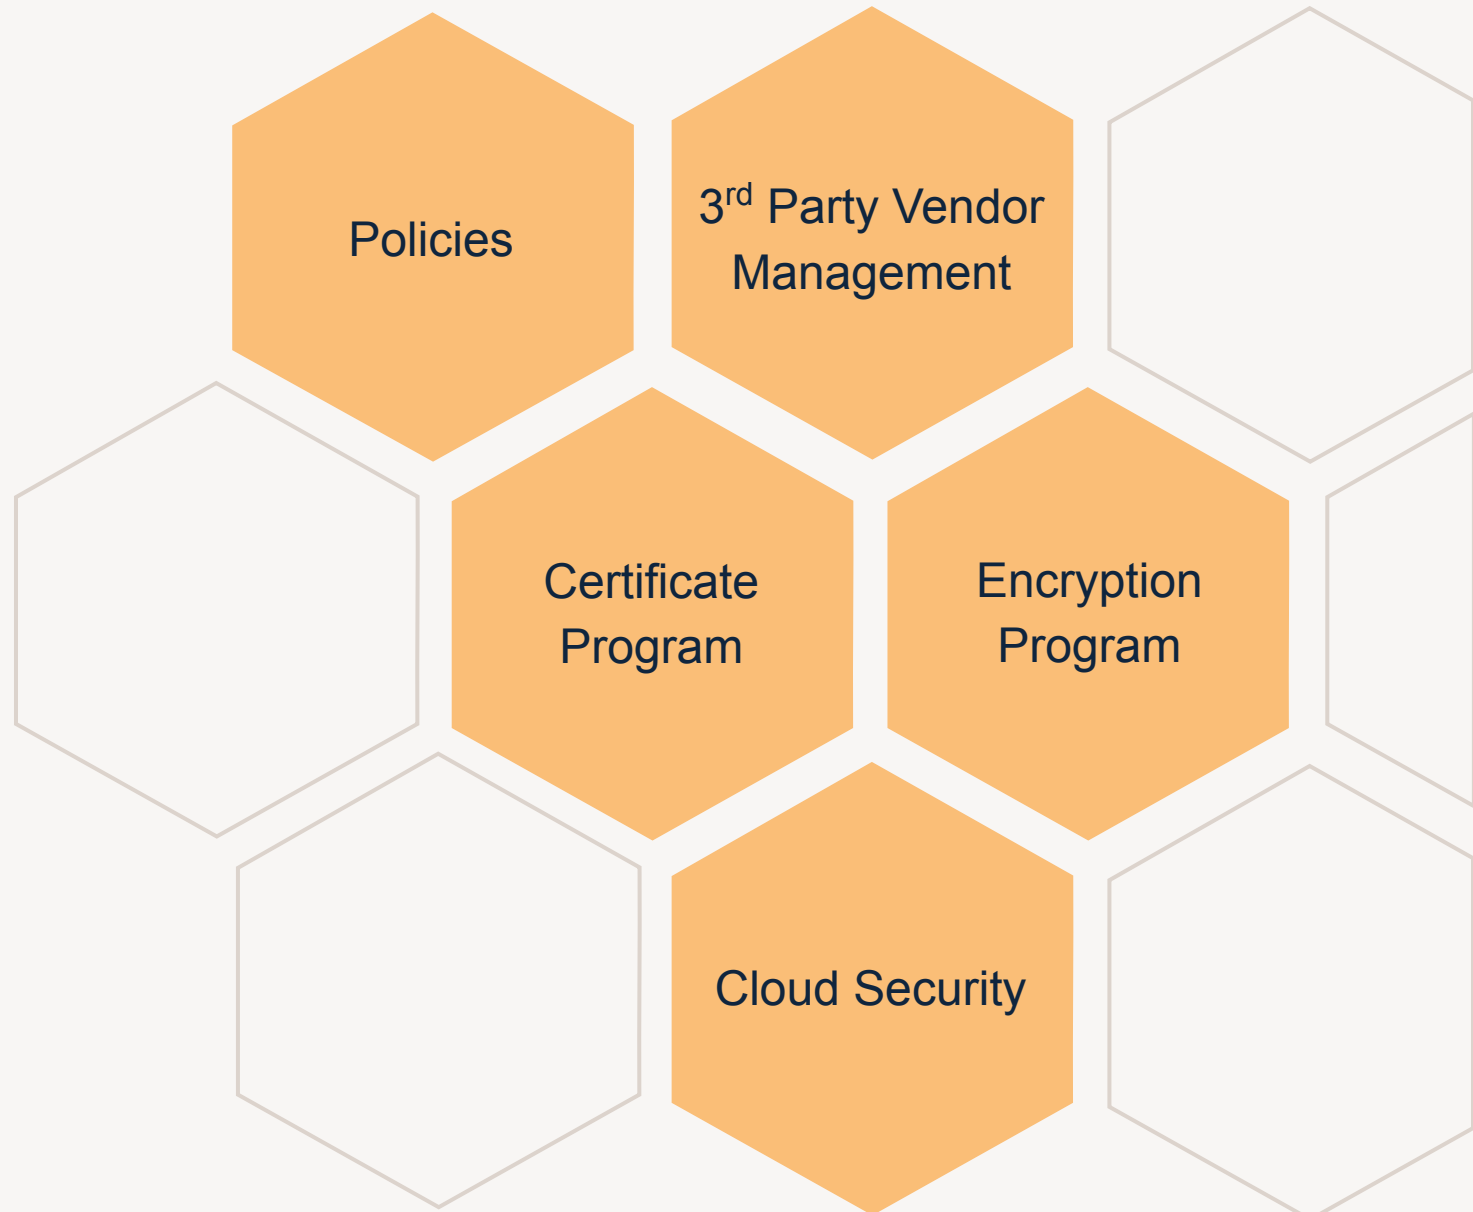 Policies
3rd Party Vendor
Management
Certificate
Program
Encryption
Program
Cloud Security